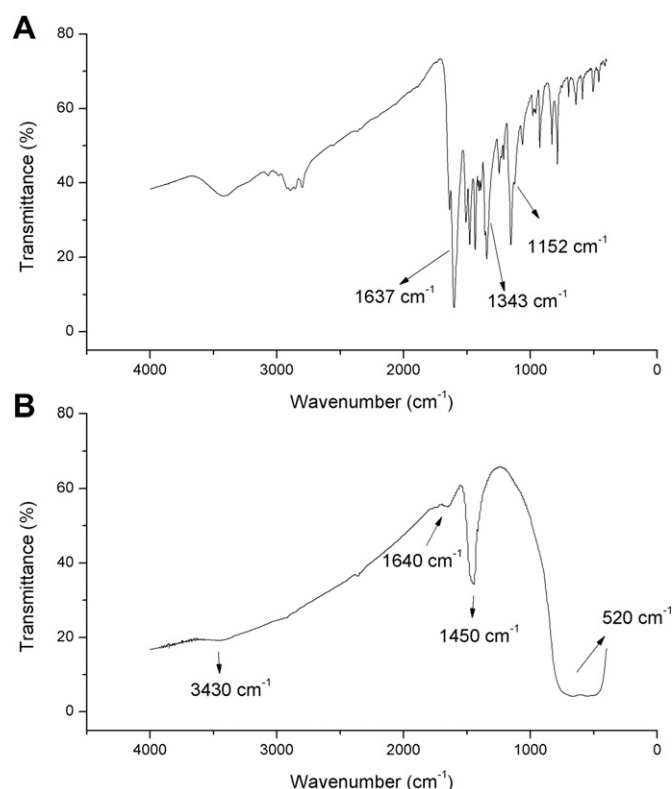 A
80
60
40
20
0
Transmittance (%)
1637 cm⁻¹
1343 cm⁻¹
1152 cm⁻¹
4000
3000
2000
1000
0
Wavenumber (cm⁻¹)
B
80
60
40
20
0
Transmittance (%)
3430 cm⁻¹
1640 cm⁻¹
1450 cm⁻¹
520 cm⁻¹
4000
3000
2000
1000
0
Wavenumber (cm⁻¹)